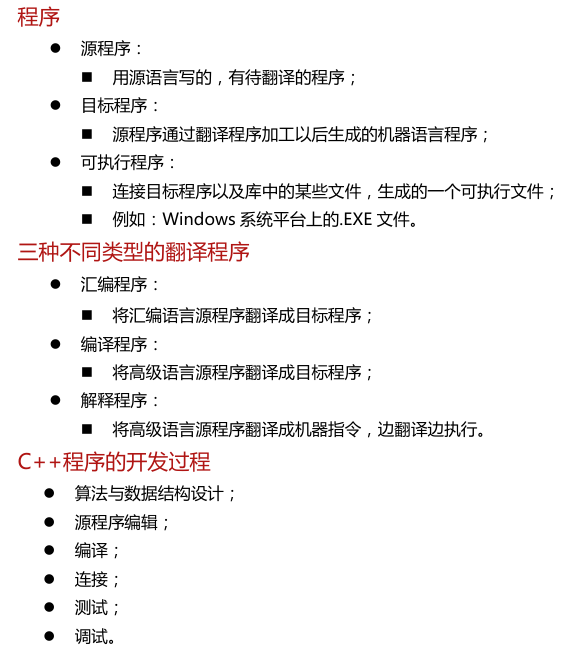 程序
● 源程序：
■ 用源语言写的，有待翻译的程序；
● 目标程序：
■ 源程序通过翻译程序加工以后生成的机器语言程序；
● 可执行程序：
■ 连接目标程序以及库中的某些文件，生成的一个可执行文件；
■ 例如：Windows 系统平台上的.EXE 文件。
三种不同类型的翻译程序
● 汇编程序：
■ 将汇编语言源程序翻译成目标程序；
● 编译程序：
■ 将高级语言源程序翻译成目标程序；
● 解释程序：
■ 将高级语言源程序翻译成机器指令，边翻译边执行。
C++程序的开发过程
● 算法与数据结构设计；
● 源程序编辑；
● 编译；
● 连接；
● 测试；
● 调试。